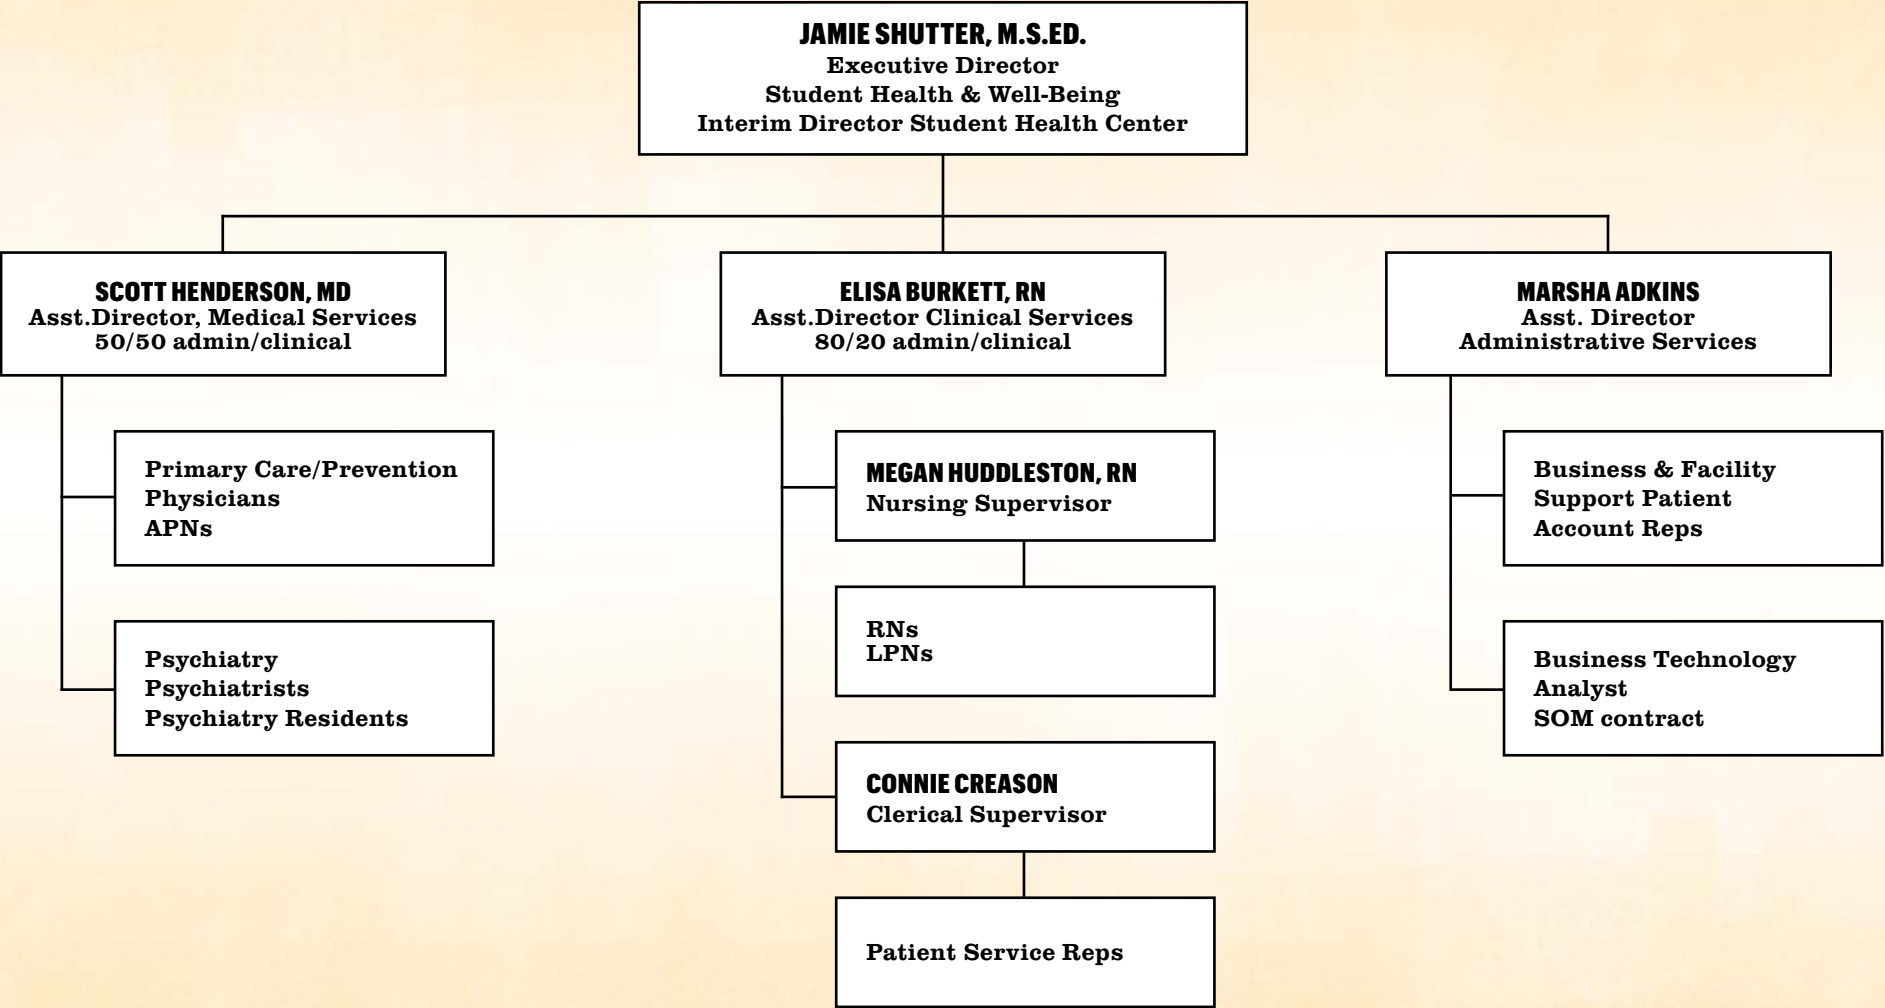 JAMIE SHUTTER, M.S.ED.
Executive Director
Student Health & Well-Being
Interim Director Student Health Center
SCOTT HENDERSON, MD
Asst.Director, Medical Services
50/50 admin/clinical
Primary Care/Prevention
Physicians
APNs
Psychiatry
Psychiatrists
Psychiatry Residents
ELISA BURKETT, RN
Asst.Director Clinical Services
80/20 admin/clinical
MEGAN HUDDLESTON, RN
Nursing Supervisor
RNs
LPNs
CONNIE CREASON
Clerical Supervisor
Patient Service Reps
MARSHA ADKINS
Asst. Director
Administrative Services
Business & Facility
Support Patient
Account Reps
Business Technology
Analyst
SOM contract